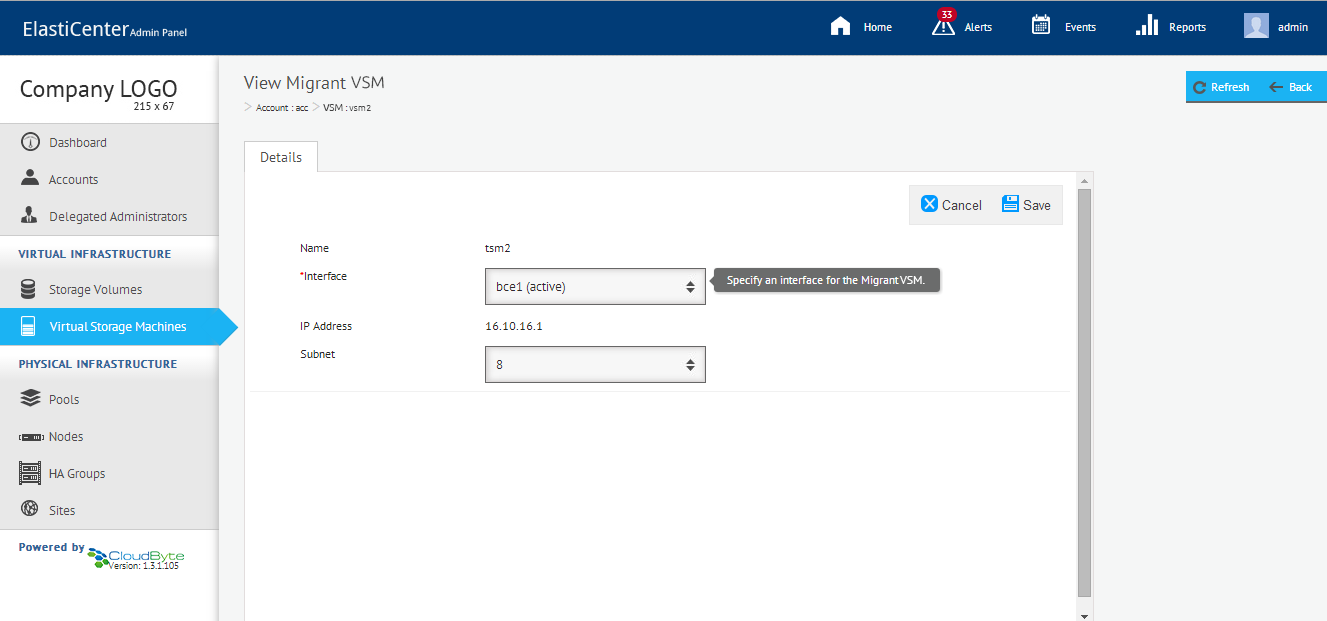 ElastiCenter Admin Panel
Home
33
Alerts
Events
Reports
admin
Company LOGO
215 x 67
View Migrant VSM
> Account : acc > VSM : vsm2
Refresh
Back
Dashboard
Accounts
Delegated Administrators
VIRTUAL INFRASTRUCTURE
Storage Volumes
Virtual Storage Machines
PHYSICAL INFRASTRUCTURE
Pools
Nodes
HA Groups
Sites
Powered by CloudByte
Version: 1.3.1.105
Details
Cancel
Save
Name tsm2
*Interface bce1 (active) Specify an interface for the Migrant VSM.
IP Address 16.10.16.1
Subnet 8